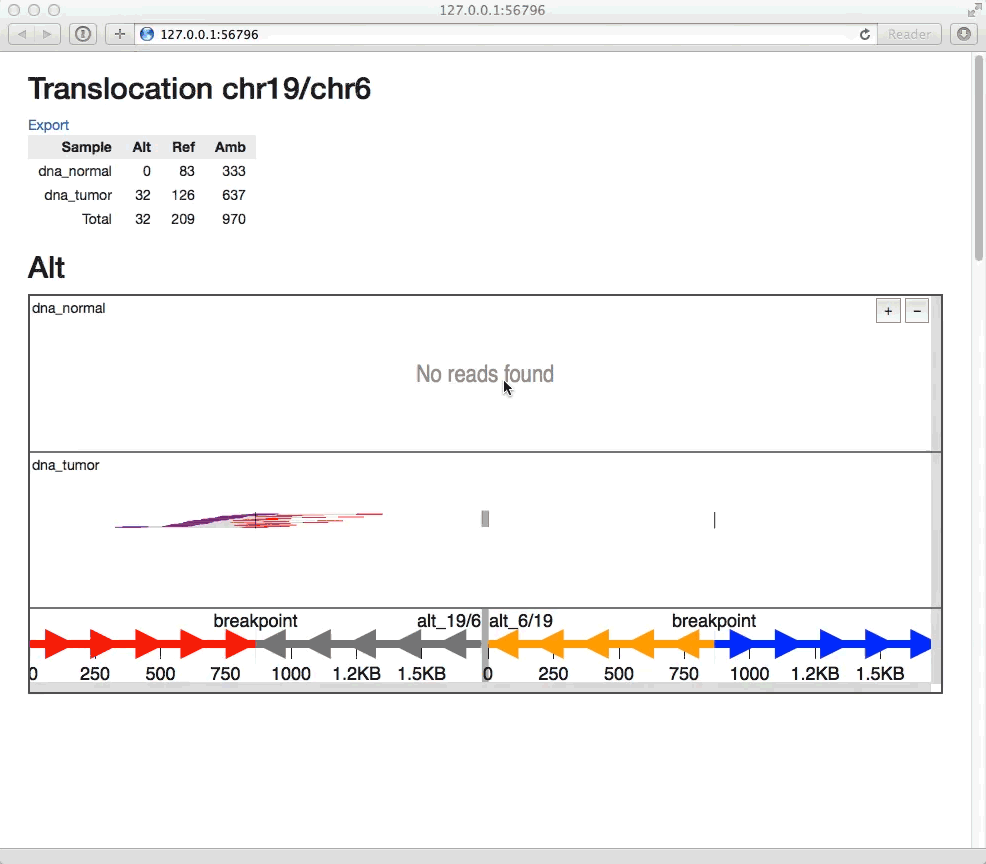 127.0.0.1:56796
127.0.0.1:56796
Reader
Translocation chr19/chr6
Export
Sample Alt Ref Amb
dna_normal 0 83 333
dna_tumor 32 126 637
Total 32 209 970
Alt
dna_normal
+ −
No reads found
dna_tumor
breakpoint alt_19/6 alt_6/19 breakpoint
0 250 500 750 1000 1.2KB 1.5KB 0 250 500 750 1000 1.2KB 1.5KB